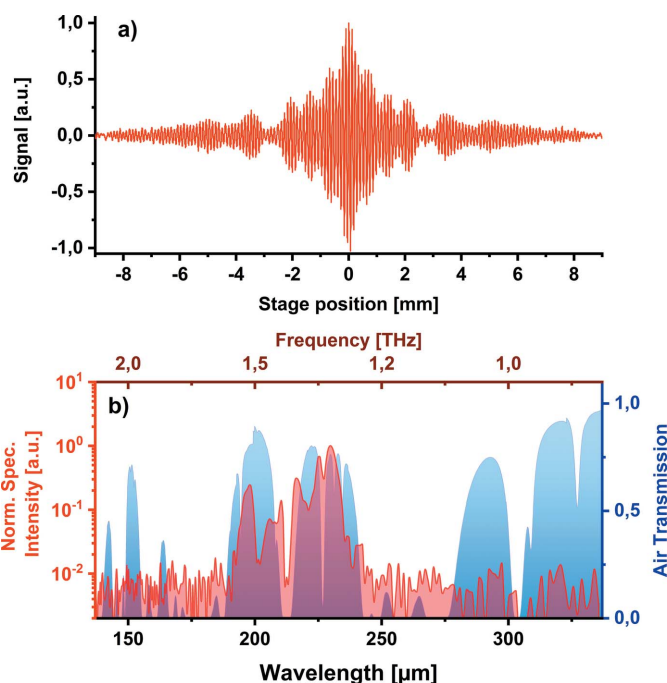 a)
1,0
0,5
0,0
-0,5
-1,0
Signal [a.u.]
-8 -6 -4 -2 0 2 4 6 8
Stage position [mm]
Frequency [THz]
2,0 1,5 1,2 1,0
b)
10¹
10⁰
10⁻¹
10⁻²
Norm. Spec.
Intensity [a.u.]
1,0
0,5
0,0
Air Transmission
150 200 250 300
Wavelength [µm]